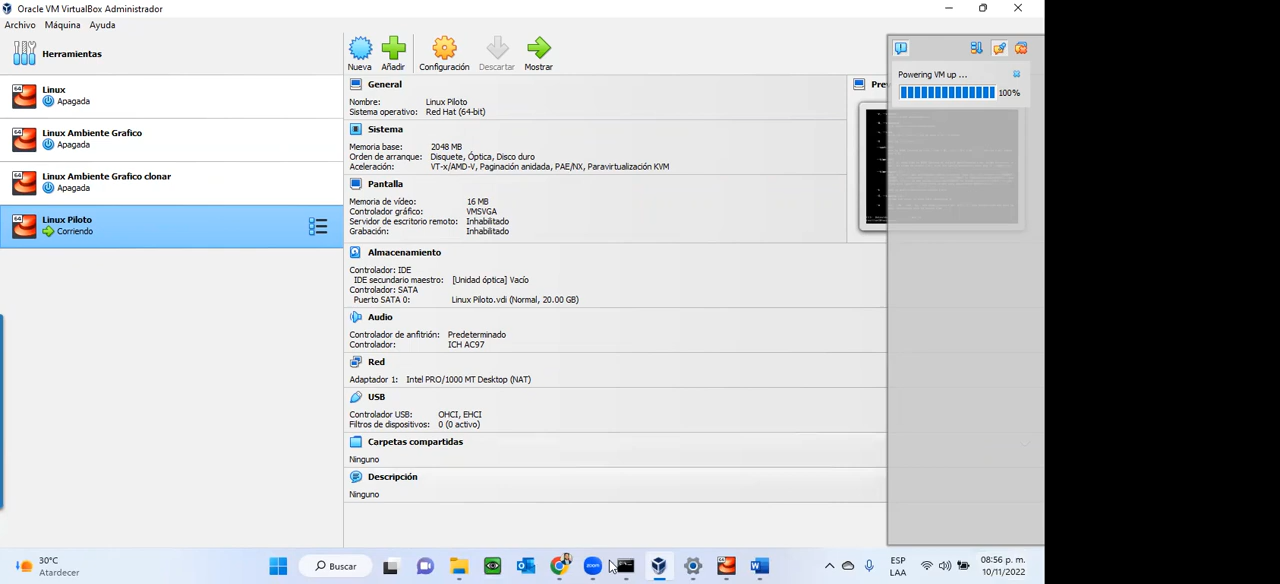 Oracle VM VirtualBox Administrador
Archivo Máquina Ayuda
Herramientas
Nueva Añadir Configuración Descartar Mostrar
64 Linux
Apagada
64 Linux Ambiente Grafico
Apagada
64 Linux Ambiente Grafico clonar
Apagada
64 Linux Piloto
Corriendo
General
Nombre: Linux Piloto
Sistema operativo: Red Hat (64-bit)
Sistema
Memoria base: 2048 MB
Orden de arranque: Disquete, Óptica, Disco duro
Aceleración: VT-x/AMD-V, Paginación anidada, PAE/NX, Paravirtualización KVM
Pantalla
Memoria de vídeo: 16 MB
Controlador gráfico: VMSVGA
Servidor de escritorio remoto: Inhabilitado
Grabación: Inhabilitado
Almacenamiento
Controlador: IDE
IDE secundario maestro: [Unidad óptica] Vacío
Controlador: SATA
Puerto SATA 0: Linux Piloto.vdi (Normal, 20.00 GB)
Audio
Controlador de anfitrión: Predeterminado
Controlador: ICH AC97
Red
Adaptador 1: Intel PRO/1000 MT Desktop (NAT)
USB
Controlador USB: OHCI, EHCI
Filtros de dispositivos: 0 (0 activo)
Carpetas compartidas
Ninguno
Descripción
Ninguno
Prev
Powering VM up ...
100%
30°C
Atardecer
Buscar
zoom
ESP
LAA
08:56 p. m.
10/11/2022